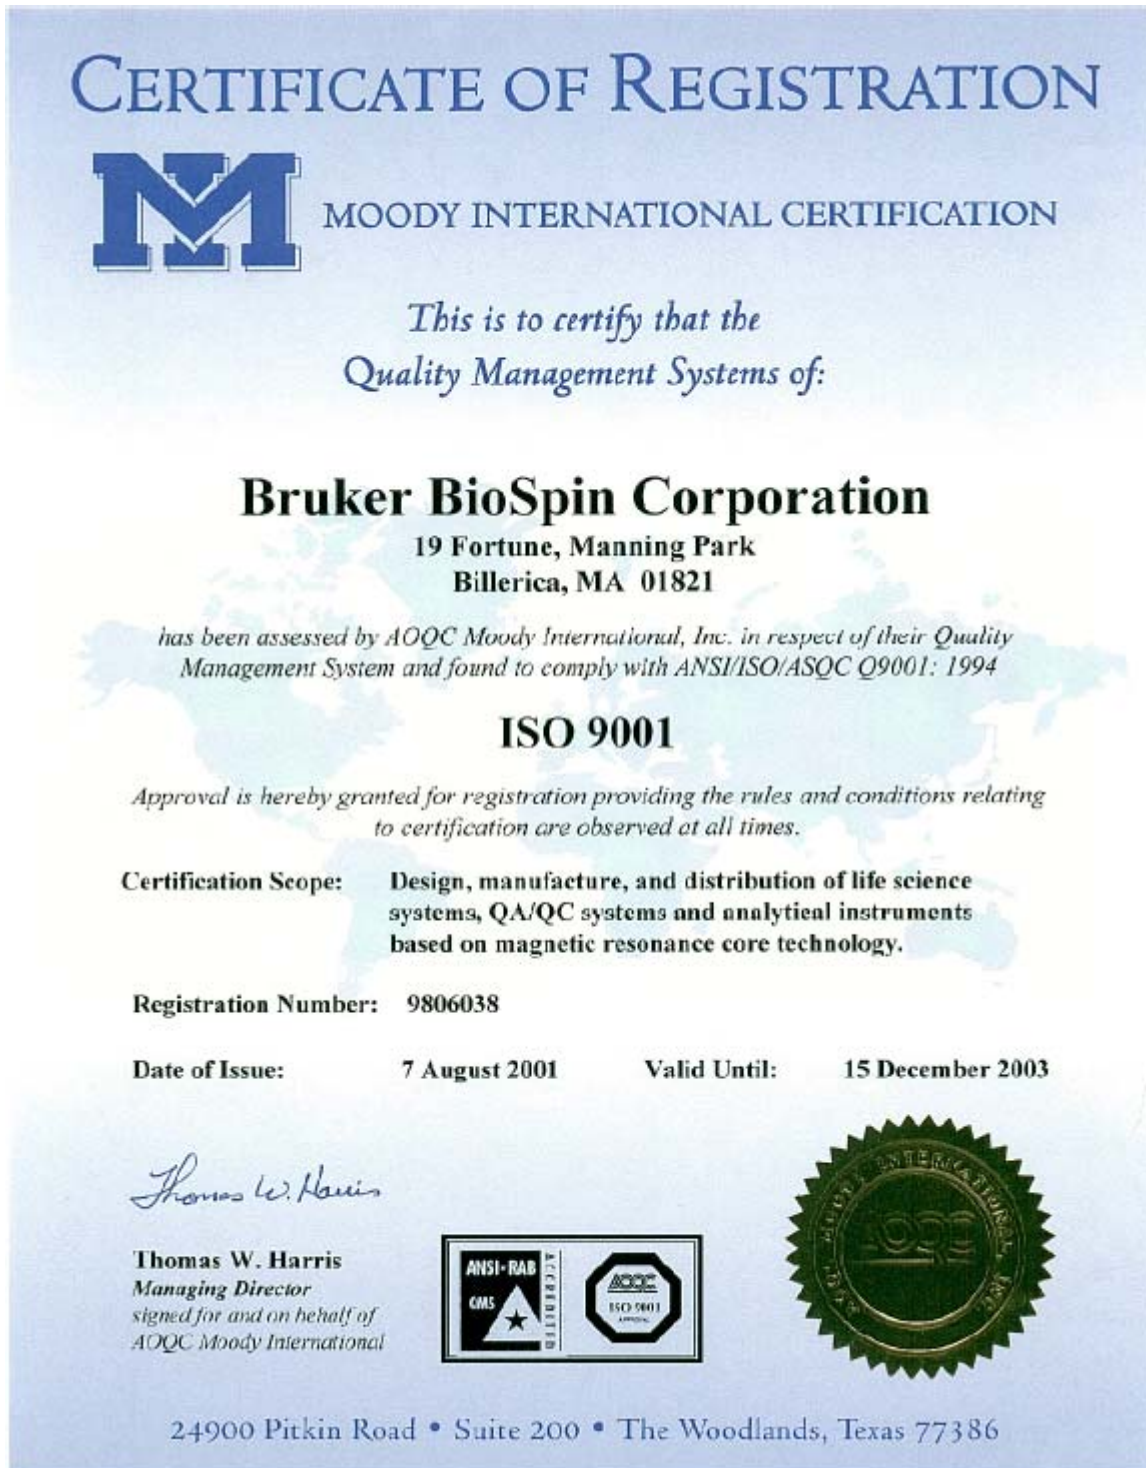 CERTIFICATE OF REGISTRATION
MOODY INTERNATIONAL CERTIFICATION
This is to certify that the
Quality Management Systems of:
Bruker BioSpin Corporation
19 Fortune, Manning Park
Billerica, MA 01821
has been assessed by AOQC Moody International, Inc. in respect of their Quality
Management System and found to comply with ANSI/ISO/ASQC Q9001: 1994
ISO 9001
Approval is hereby granted for registration providing the rules and conditions relating
to certification are observed at all times.
Certification Scope: Design, manufacture, and distribution of life science
systems, QA/QC systems and analytical instruments
based on magnetic resonance core technology.
Registration Number: 9806038
Date of Issue: 7 August 2001 Valid Until: 15 December 2003
Thomas W. Harris
Thomas W. Harris
Managing Director
signed for and on behalf of
AOQC Moody International
ANSI-RAB
QMS
ACCREDITED
AOQC
ISO 9001
APPROVAL
AOQC MOODY INTERNATIONAL, INC.
AOQC
24900 Pitkin Road • Suite 200 • The Woodlands, Texas 77386